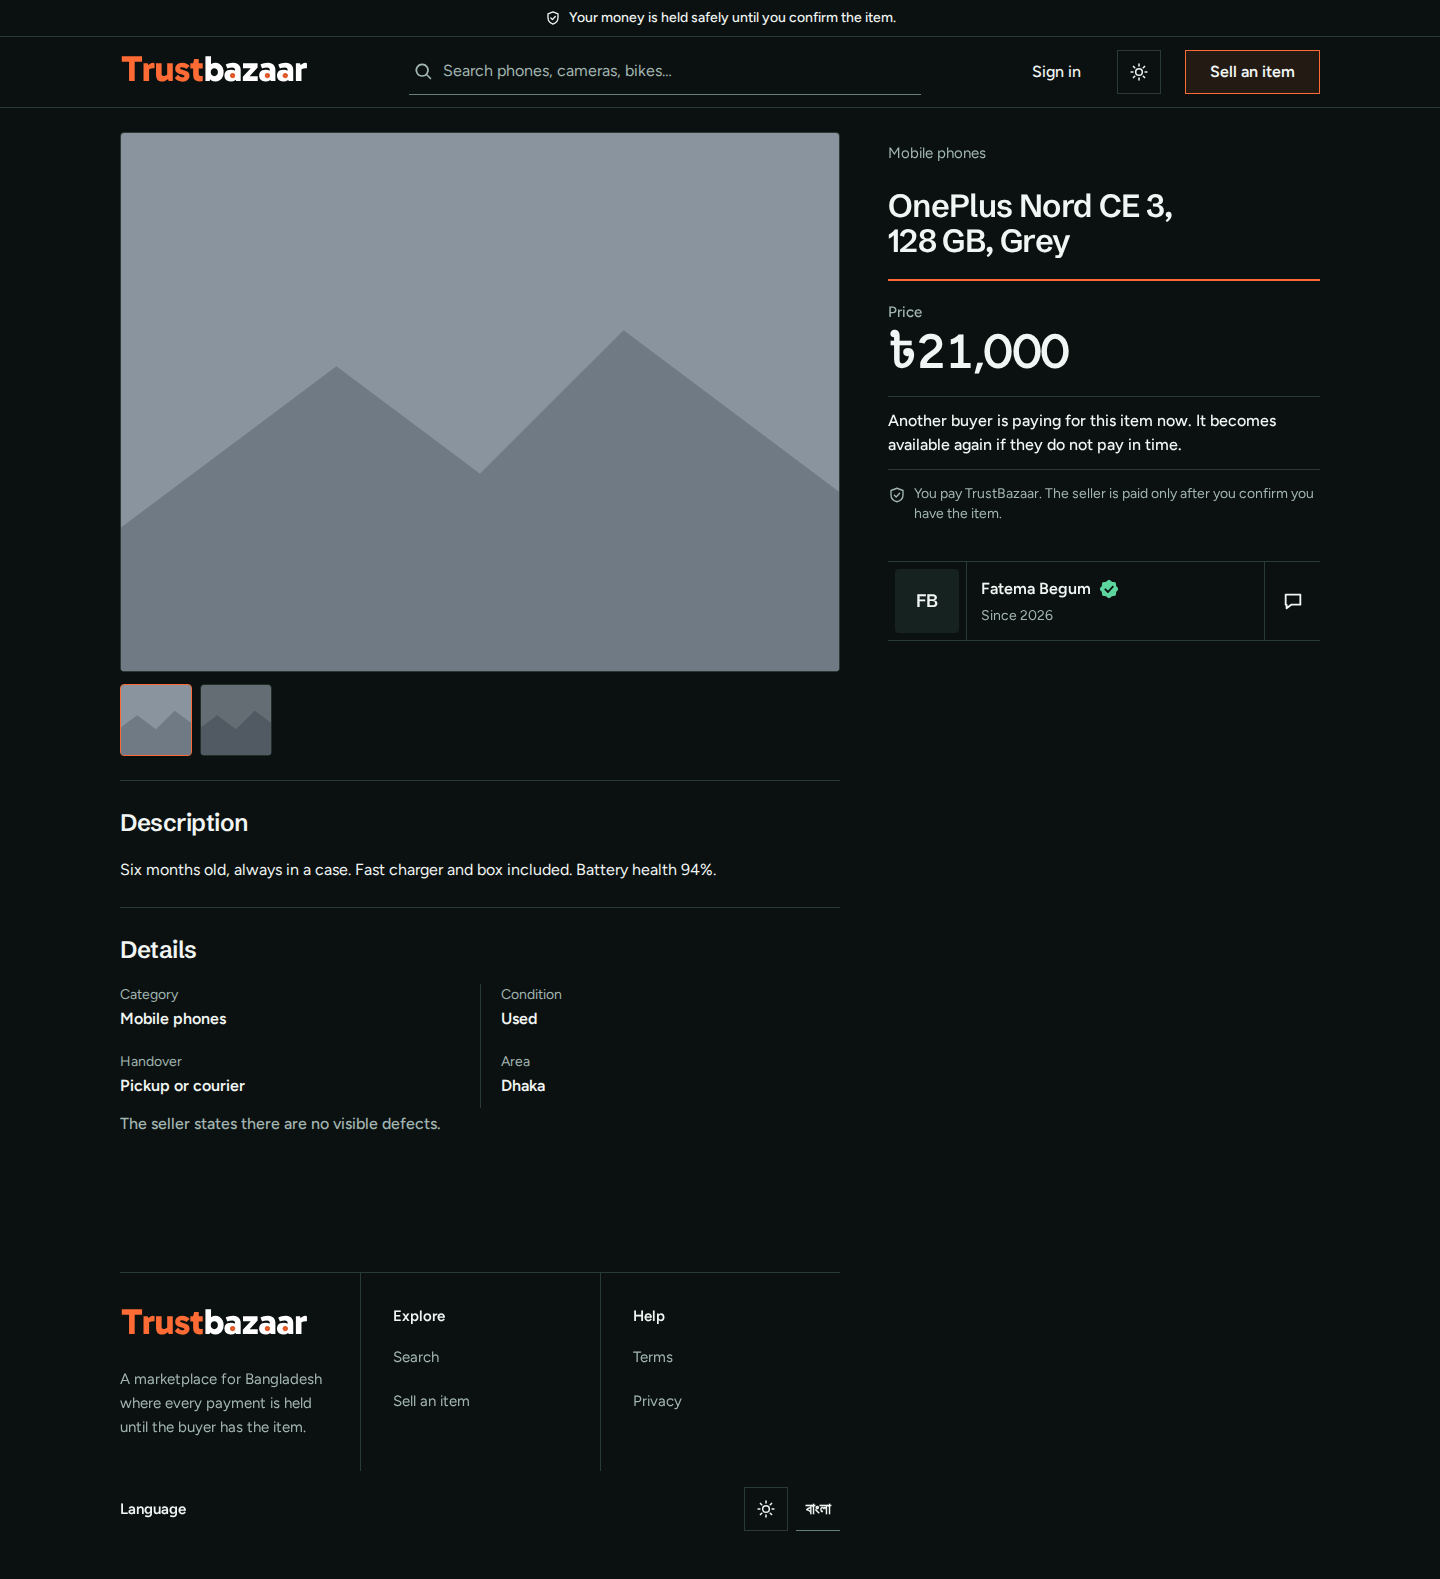 Your money is held safely until you confirm the item.
Trustbazaar
Search phones, cameras, bikes...
Sign in
Sell an item
Mobile phones
OnePlus Nord CE 3,
128 GB, Grey
Price
৳21,000
Another buyer is paying for this item now. It becomes
available again if they do not pay in time.
You pay TrustBazaar. The seller is paid only after you confirm you
have the item.
FB
Fatema Begum
Since 2026
Description
Six months old, always in a case. Fast charger and box included. Battery health 94%.
Details
Category
Mobile phones
Condition
Used
Handover
Pickup or courier
Area
Dhaka
The seller states there are no visible defects.
Trustbazaar
A marketplace for Bangladesh
where every payment is held
until the buyer has the item.
Explore
Search
Sell an item
Help
Terms
Privacy
Language
বাংলা